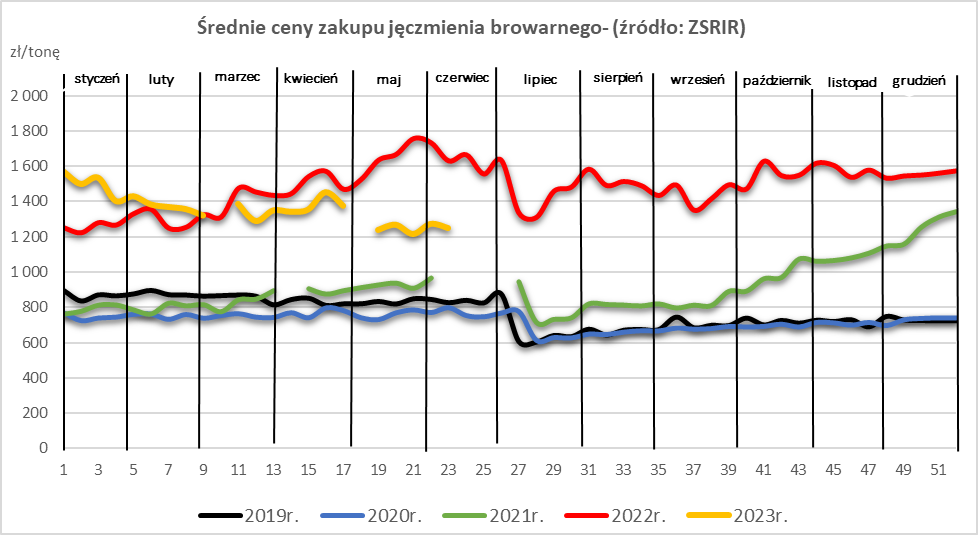 Średnie ceny zakupu jęczmienia browarnego- (źródło: ZSRIR)
zł/tonę
styczeń luty marzec kwiecień maj czerwiec lipiec sierpień wrzesień październik listopad grudzień
2 000
1 800
1 600
1 400
1 200
1 000
800
600
400
200
0
1 3 5 7 9 11 13 15 17 19 21 23 25 27 29 31 33 35 37 39 41 43 45 47 49 51
2019r. 2020r. 2021r. 2022r. 2023r.